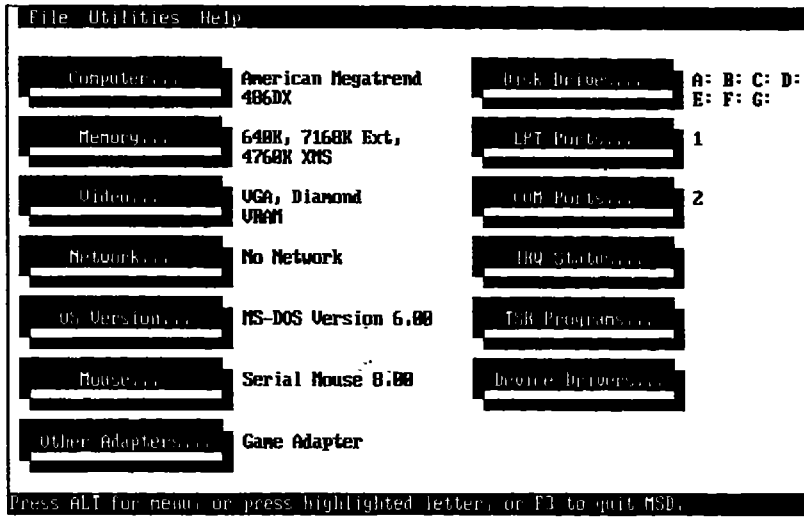 File Utilities Help
Computer... American Megatrend
486DX
Disk Drives... A: B: C: D:
E: F: G:
Memory... 640K, 7168K Ext,
4760K XMS
LPT Ports... 1
Video... VGA, Diamond
VRAM
COM Ports... 2
Network... No Network
IRQ Status...
OS Version... MS-DOS Version 6.00
TSR Programs...
Mouse... Serial Mouse 8.00
Device Drivers...
Other Adapters... Game Adapter
Press ALT for menu, or press highlighted letter, or F3 to quit MSD.